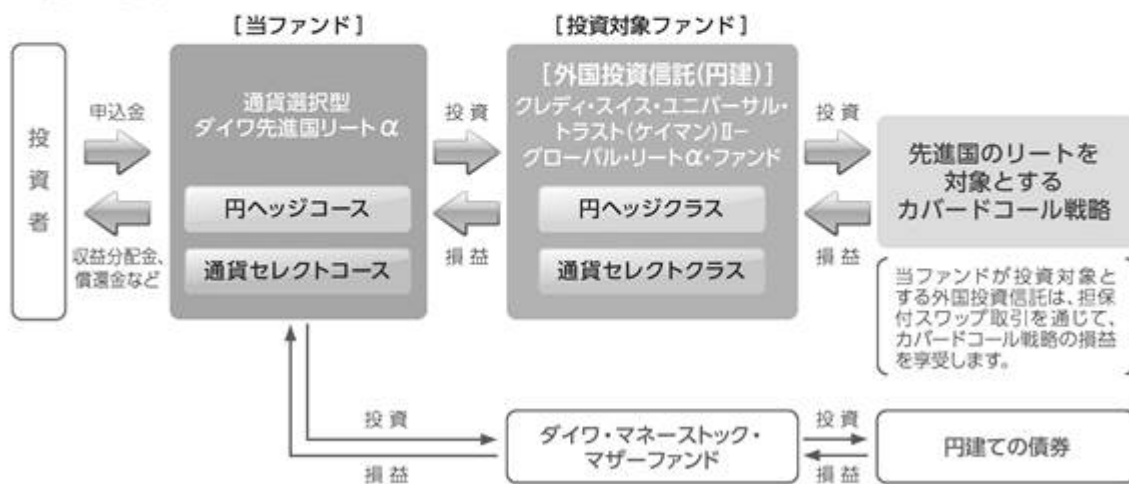 [当ファンド]
[投資対象ファンド]
投資者
申込金
収益分配金、
償還金など
通貨選択型
ダイワ先進国リートα
円ヘッジコース
通貨セレクトコース
投資
損益
[外国投資信託(円建)]
クレディ・スイス・ユニバーサル・
トラスト(ケイマン)Ⅱー
グローバル・リートα・ファンド
円ヘッジクラス
通貨セレクトクラス
投資
損益
先進国のリートを
対象とする
カバードコール戦略
当ファンドが投資対象と
する外国投資信託は、担保
付スワップ取引を通じて、
カバードコール戦略の損益
を享受します。
投資
損益
ダイワ・マネーストック・
マザーファンド
投資
損益
円建ての債券